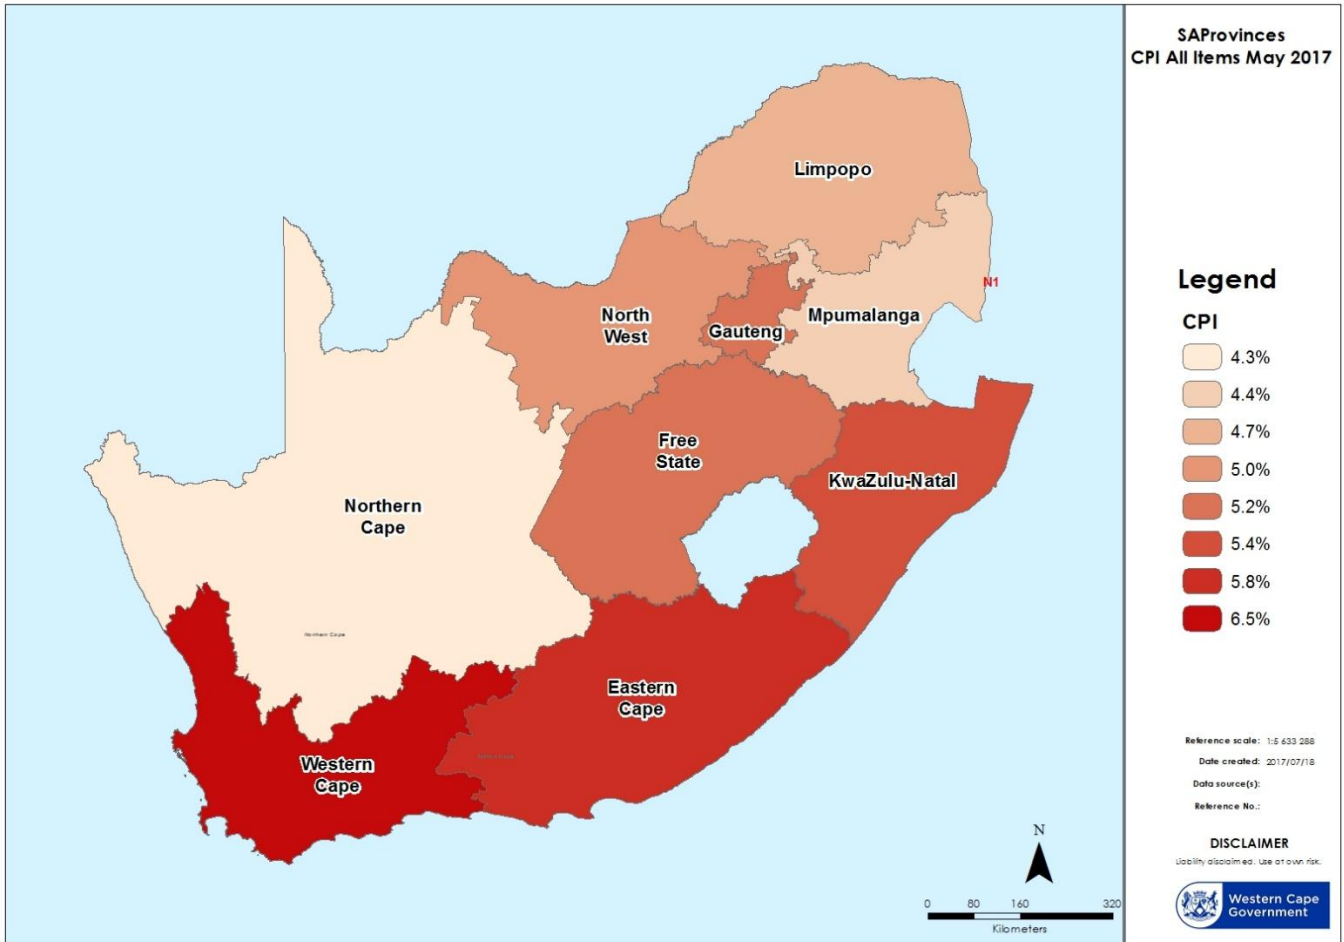 SAProvinces
CPI All Items May 2017
Limpopo
N1
North
West
Gauteng
Mpumalanga
Free
State
KwaZulu-Natal
Northern
Cape
Northern Cape
Eastern
Cape
Western
Cape
Legend
CPI
4.3%
4.4%
4.7%
5.0%
5.2%
5.4%
5.8%
6.5%
Reference scale: 1:5 633 288
Date created: 2017/07/18
Data source(s):
Reference No.:
DISCLAIMER
Liability disclaimed. Use at own risk.
Western Cape
Government
N
0 80 160 320
Kilometers